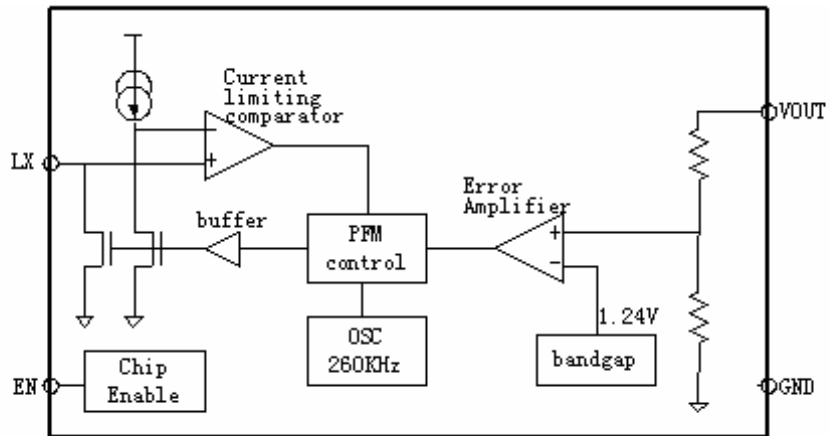 Current
limiting
comparator
VOUT
LX
−
+
Error
Amplifier
buffer
PFM
control
+
−
1.24V
OSC
260KHz
bandgap
Chip
Enable
EN
GND